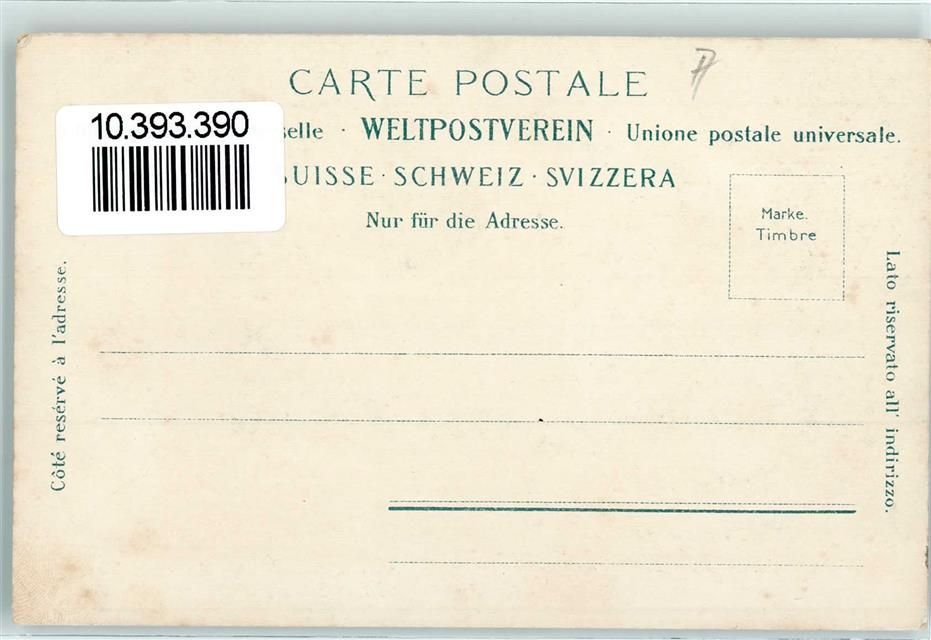 CARTE POSTALE
10.393.390
selle · WELTPOSTVEREIN · Unione postale universale.
SUISSE · SCHWEIZ · SVIZZERA
Nur für die Adresse.
Marke.
Timbre
Côté resérvé à l'adresse.
Lato riservato all' indirizzo.